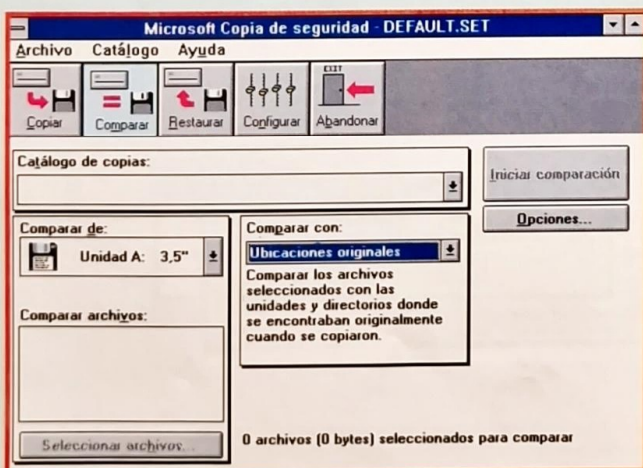 Microsoft Copia de seguridad - DEFAULT.SET
Archivo Catálogo Ayuda
EXIT
Copiar Comparar Restaurar Configurar Abandonar
Catálogo de copias:
Iniciar comparación
Opciones...
Comparar de:
Unidad A: 3,5"
Comparar con:
Ubicaciones originales
Comparar los archivos
seleccionados con las
unidades y directorios donde
se encontraban originalmente
cuando se copiaron.
Comparar archivos:
Seleccionar archivos...
0 archivos (0 bytes) seleccionados para comparar